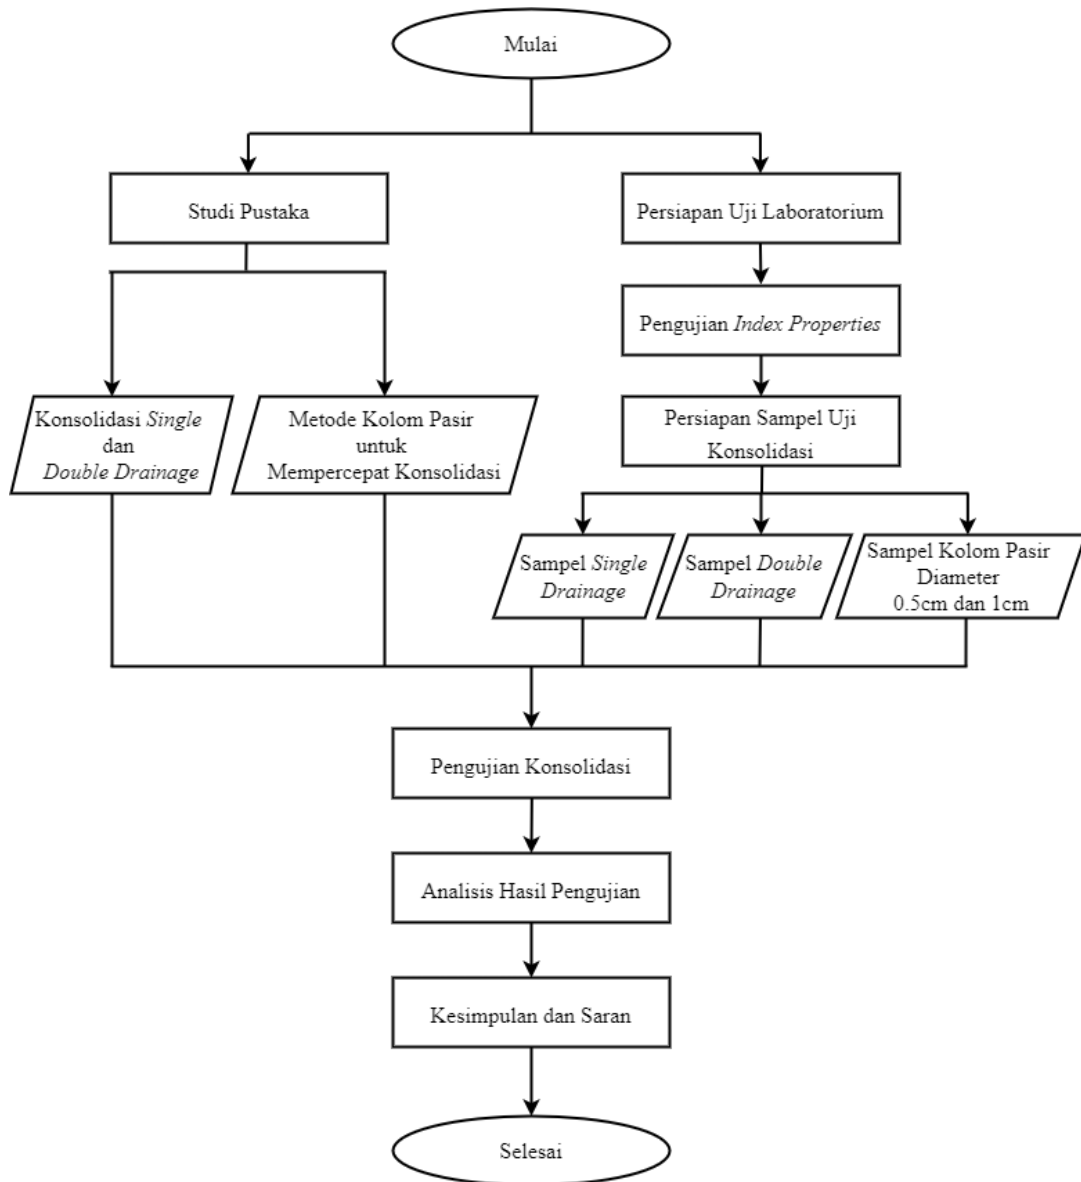 Mulai
Studi Pustaka
Persiapan Uji Laboratorium
Pengujian Index Properties
Konsolidasi Single
dan
Double Drainage
Metode Kolom Pasir
untuk
Mempercepat Konsolidasi
Persiapan Sampel Uji
Konsolidasi
Sampel Single
Drainage
Sampel Double
Drainage
Sampel Kolom Pasir
Diameter
0.5cm dan 1cm
Pengujian Konsolidasi
Analisis Hasil Pengujian
Kesimpulan dan Saran
Selesai